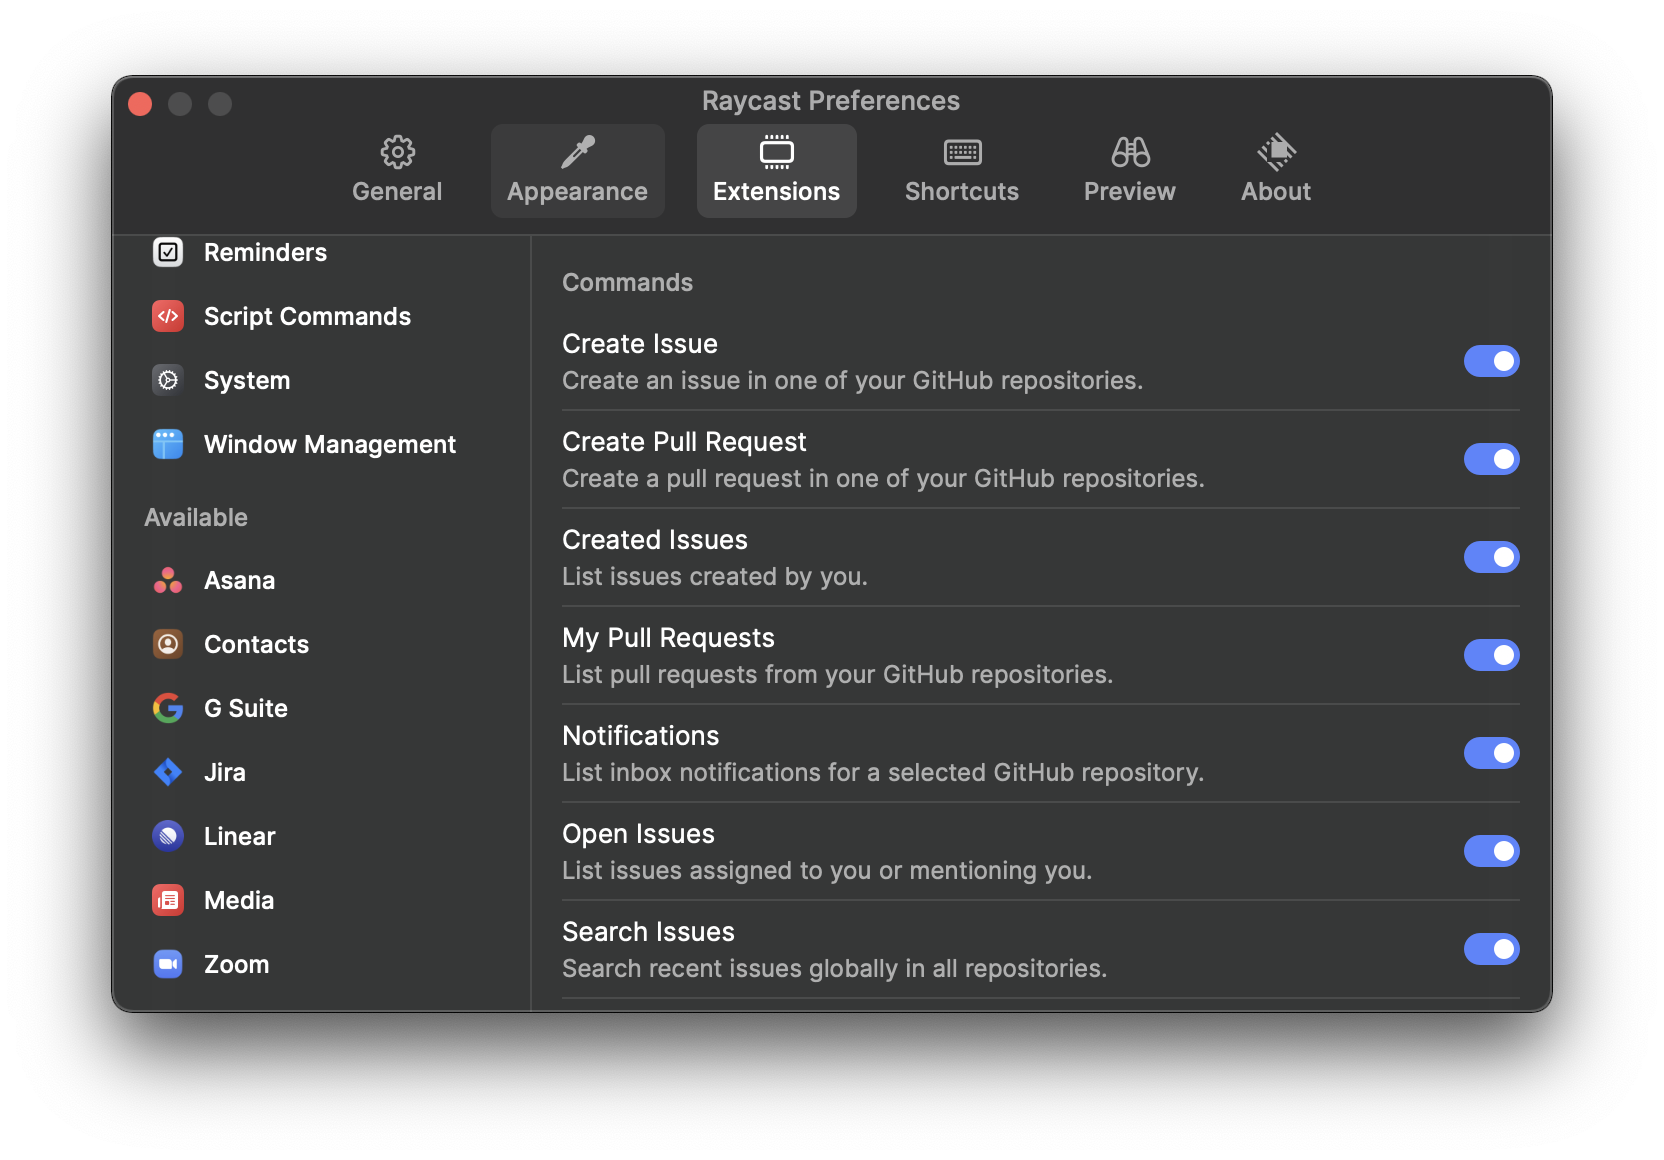 Raycast Preferences
General
Appearance
Extensions
Shortcuts
Preview
About
Reminders
Script Commands
System
Window Management
Available
Asana
Contacts
G Suite
Jira
Linear
Media
Zoom
Commands
Create Issue
Create an issue in one of your GitHub repositories.
Create Pull Request
Create a pull request in one of your GitHub repositories.
Created Issues
List issues created by you.
My Pull Requests
List pull requests from your GitHub repositories.
Notifications
List inbox notifications for a selected GitHub repository.
Open Issues
List issues assigned to you or mentioning you.
Search Issues
Search recent issues globally in all repositories.